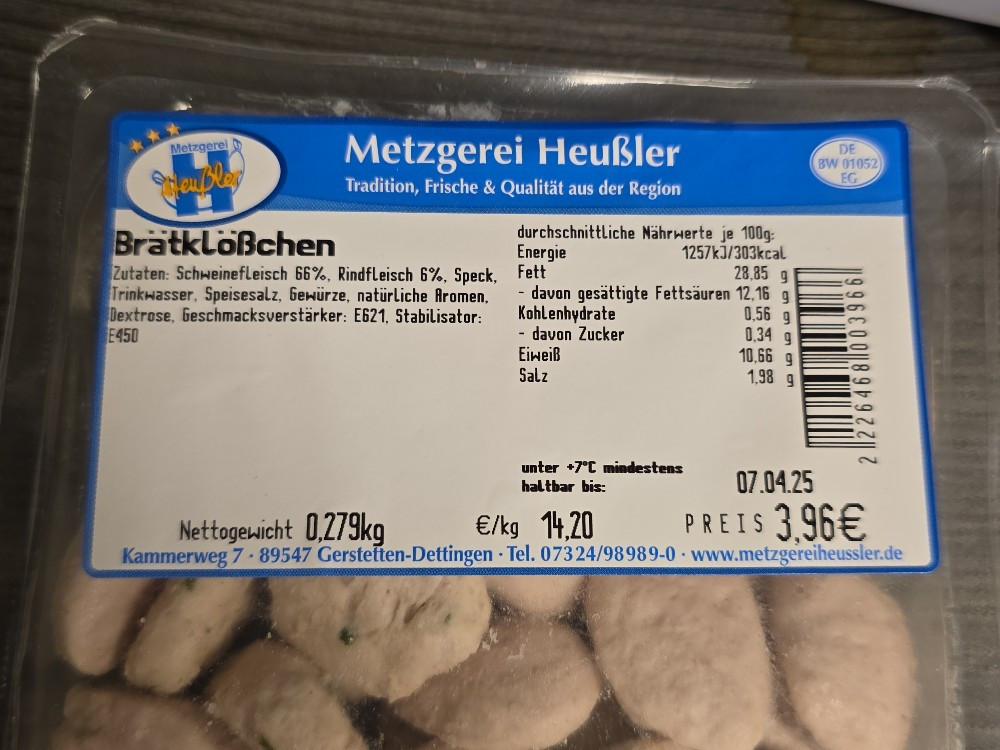 Metzgerei
Heußler
Metzgerei Heußler
Tradition, Frische & Qualität aus der Region
DE
BW 01052
EG
Brätklößchen
Zutaten: Schweinefleisch 66%, Rindfleisch 6%, Speck,
Trinkwasser, Speisesalz, Gewürze, natürliche Aromen,
Dextrose, Geschmacksverstärker: E621, Stabilisator:
E450
durchschnittliche Nährwerte je 100g:
Energie 1257kJ/303kcal
Fett 28,85 g
- davon gesättigte Fettsäuren 12,16 g
Kohlenhydrate 0,56 g
- davon Zucker 0,34 g
Eiweiß 10,66 g
Salz 1,98 g
2 226468 003966
unter +7°C mindestens
haltbar bis: 07.04.25
Nettogewicht 0,279kg €/kg 14,20 PREIS 3,96€
Kammerweg 7 · 89547 Gerstetten-Dettingen · Tel. 07324/98989-0 · www.metzgereiheussler.de